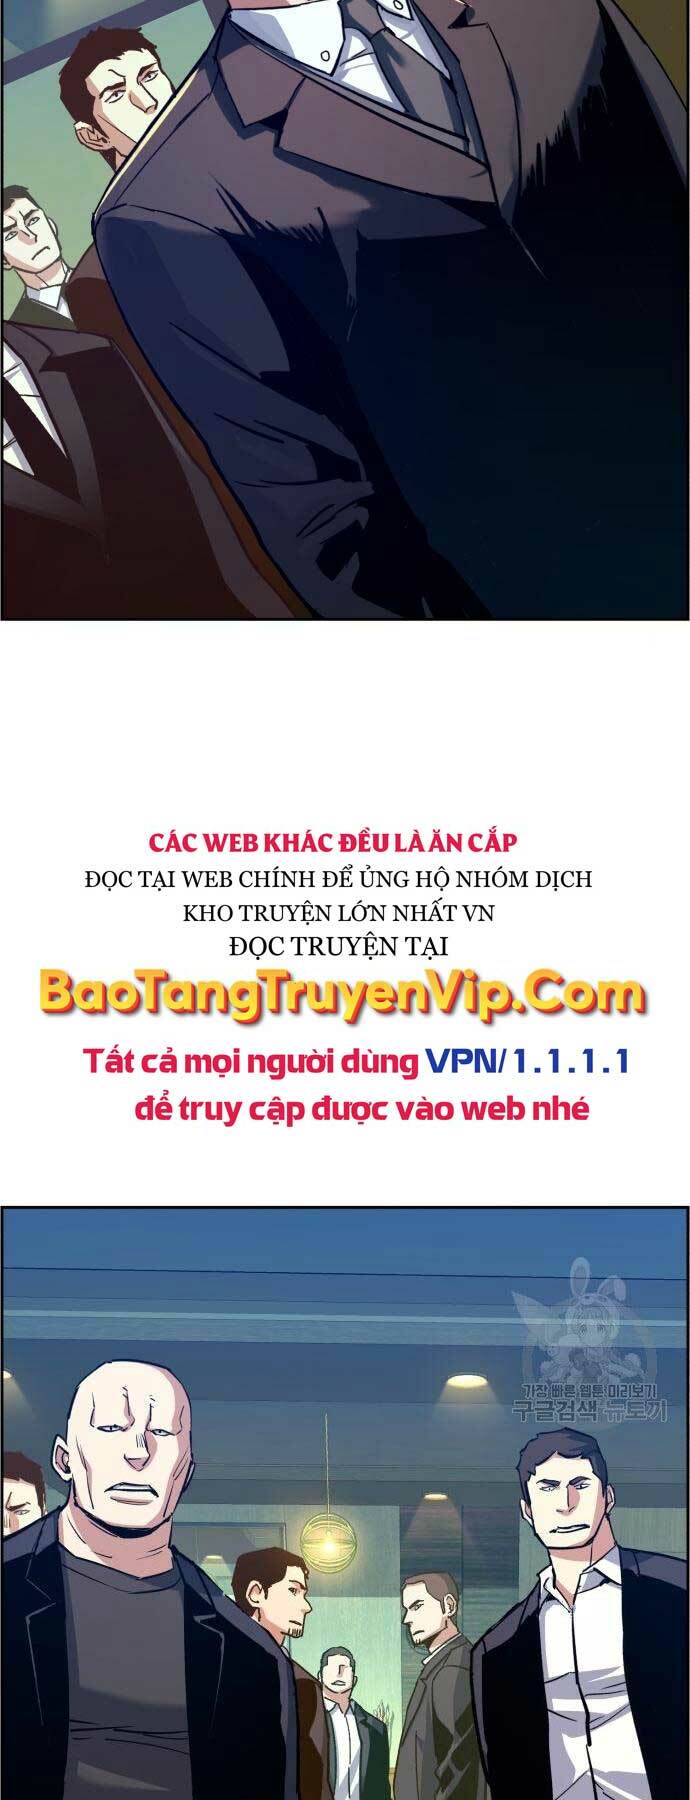 CÁC WEB KHÁC ĐỀU LÀ ĂN CẮP
ĐỌC TẠI WEB CHÍNH ĐỂ ỦNG HỘ NHÓM DỊCH
KHO TRUYỆN LỚN NHẤT VN
ĐỌC TRUYỆN TẠI
BaoTangTruyenVip.Com
Tất cả mọi người dùng VPN/1.1.1.1
để truy cập được vào web nhé
가장 빠른 웹툰 미리보기
구글검색 뉴토끼